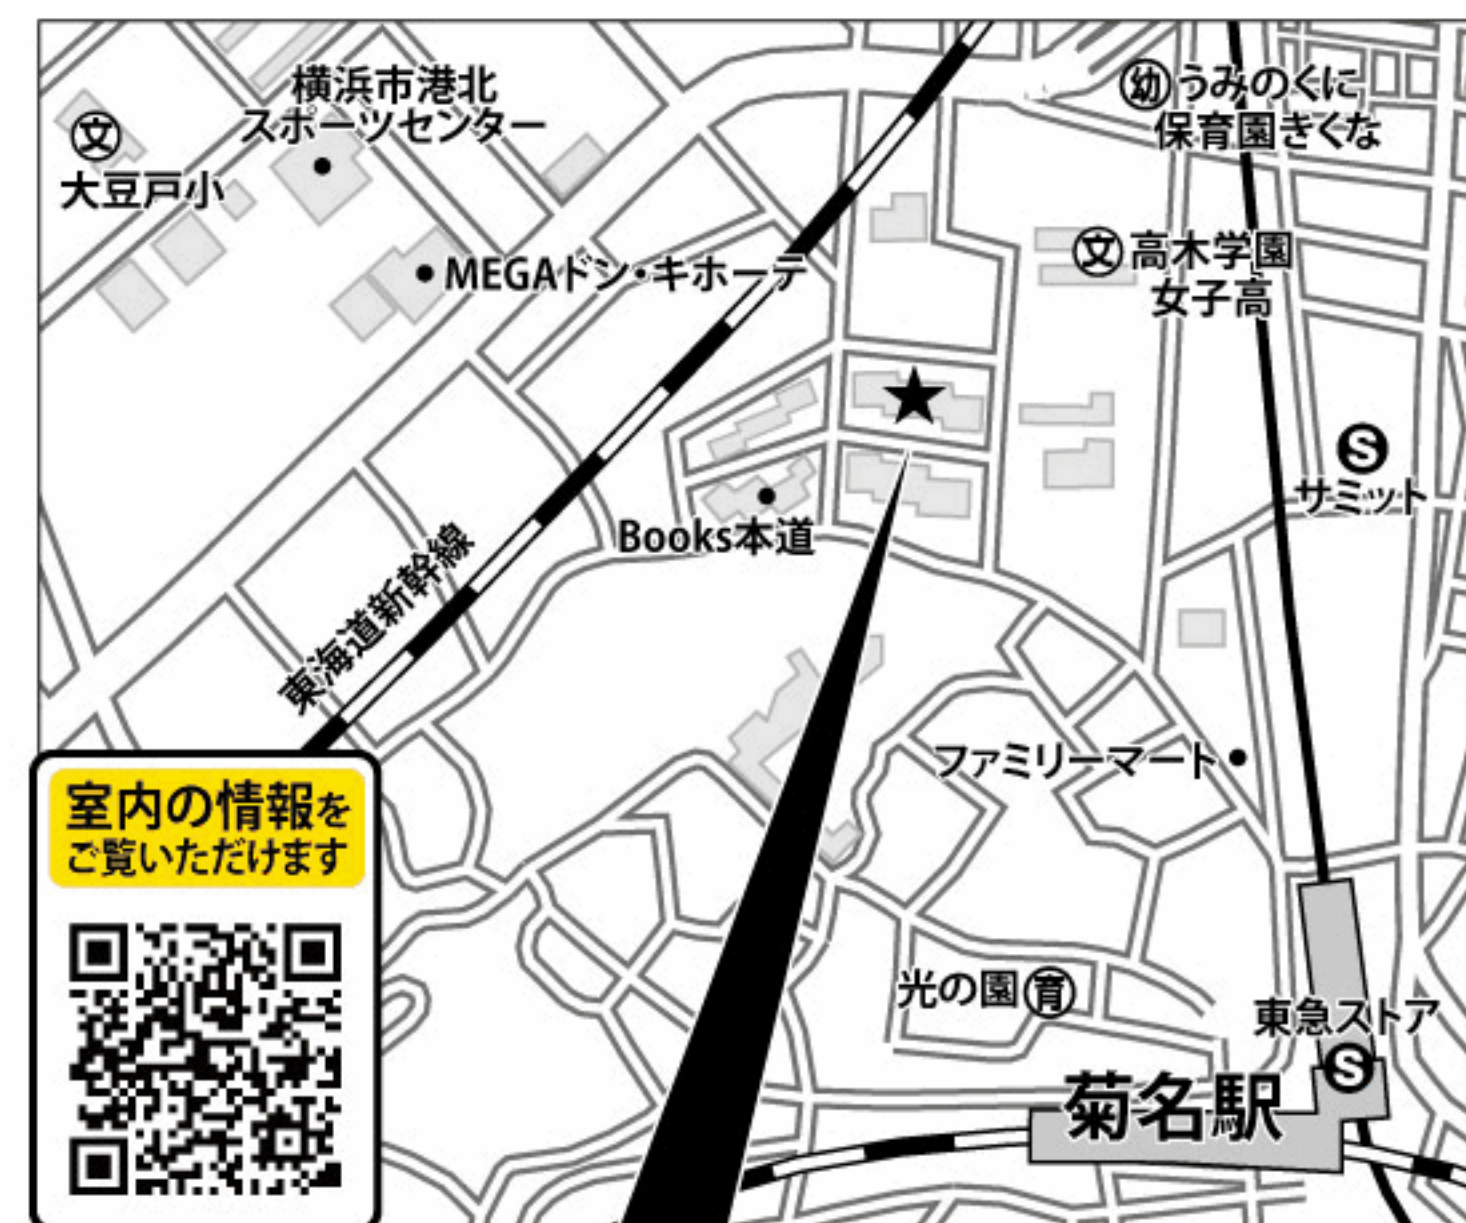 横浜市港北
スポーツセンター
幼 うみのくに
保育園きくな
文
大豆戸小
文 高木学園
女子高
MEGAドン・キホーテ
S
サミット
Books本道
東海道新幹線
ファミリーマート
室内の情報を
ご覧いただけます
光の園 育
東急ストア
S
菊名駅